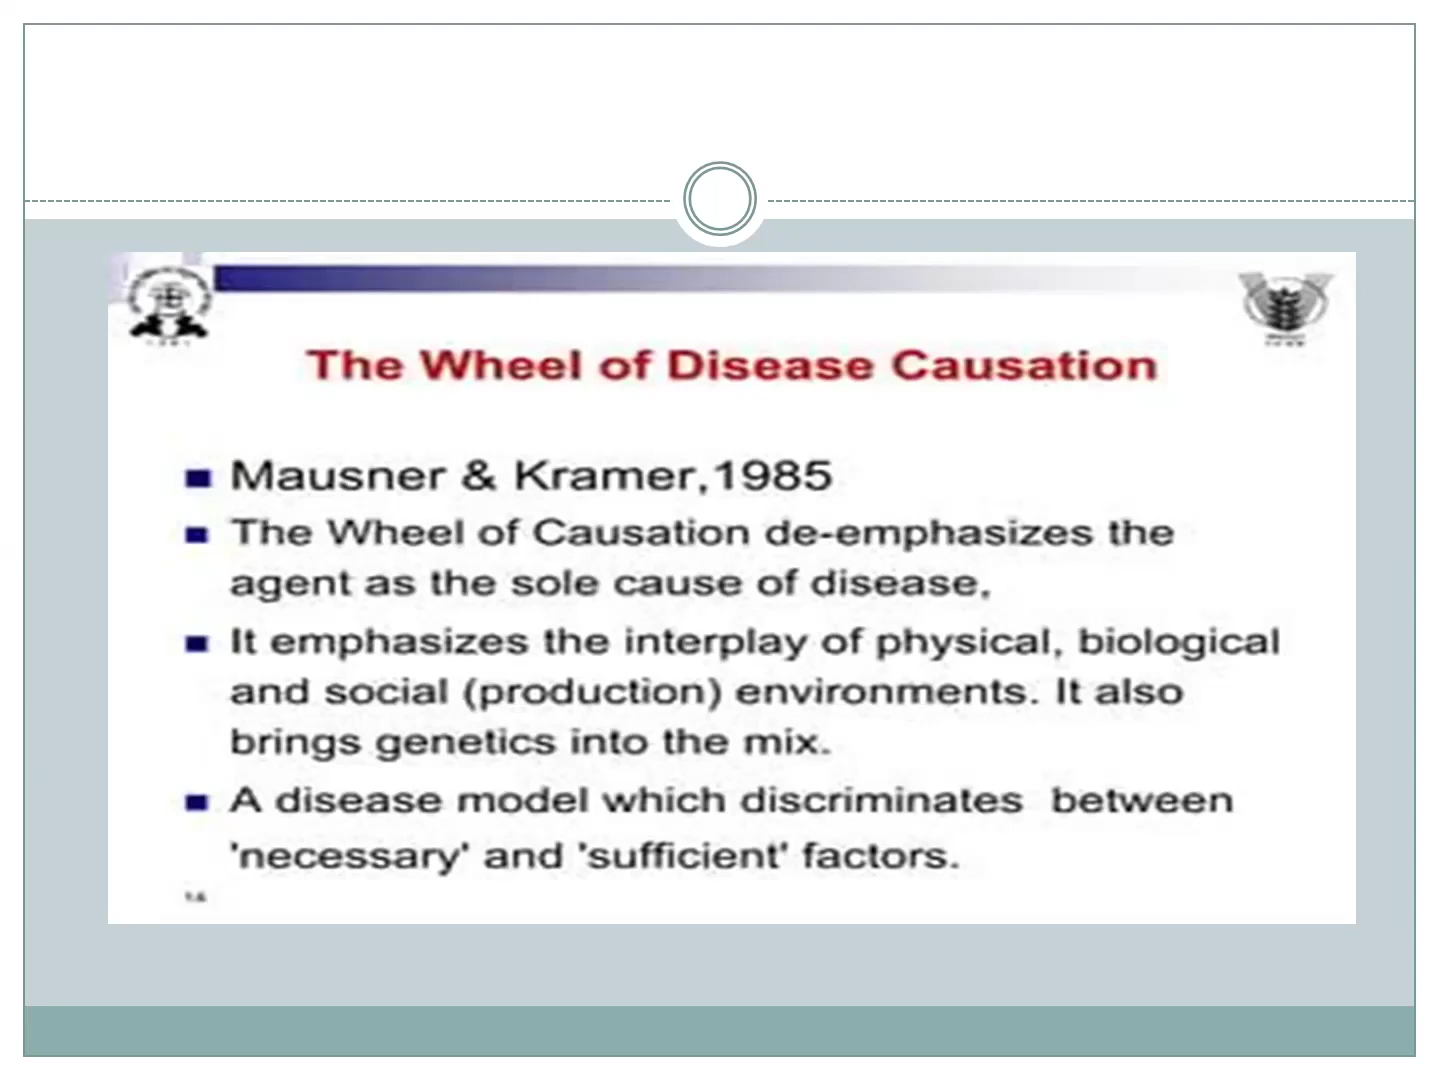 The Wheel of Disease Causation
Mausner & Kramer,1985
The Wheel of Causation de-emphasizes the
agent as the sole cause of disease,
It emphasizes the interplay of physical, biological
and social (production) environments. It also
brings genetics into the mix.
A disease model which discriminates between
'necessary' and 'sufficient' factors.